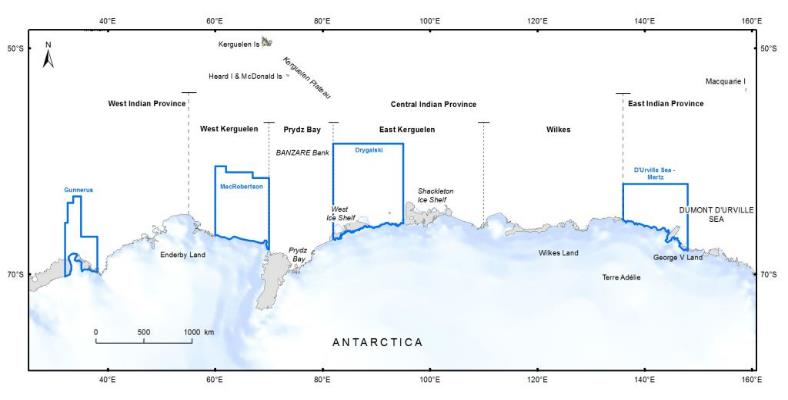 40°E 60°E 80°E 100°E 120°E 140°E 160°E
50°S 50°S
N
Kerguelen Is
Kerguelen Plateau
Heard I & McDonald Is
Macquarie I
West Indian Province Central Indian Province East Indian Province
West Kerguelen Prydz Bay East Kerguelen Wilkes
BANZARE Bank
Drygalski
D'Urville Sea -
Mertz
Gunnerus
MacRobertson
West
Ice Shelf
Shackleton
Ice Shelf
DUMONT D'URVILLE
SEA
Enderby Land
Prydz
Bay
Wilkes Land
George V Land
70°S 70°S
Terre Adélie
0 500 1000 km
ANTARCTICA
40°E 60°E 80°E 100°E 120°E 140°E 160°E